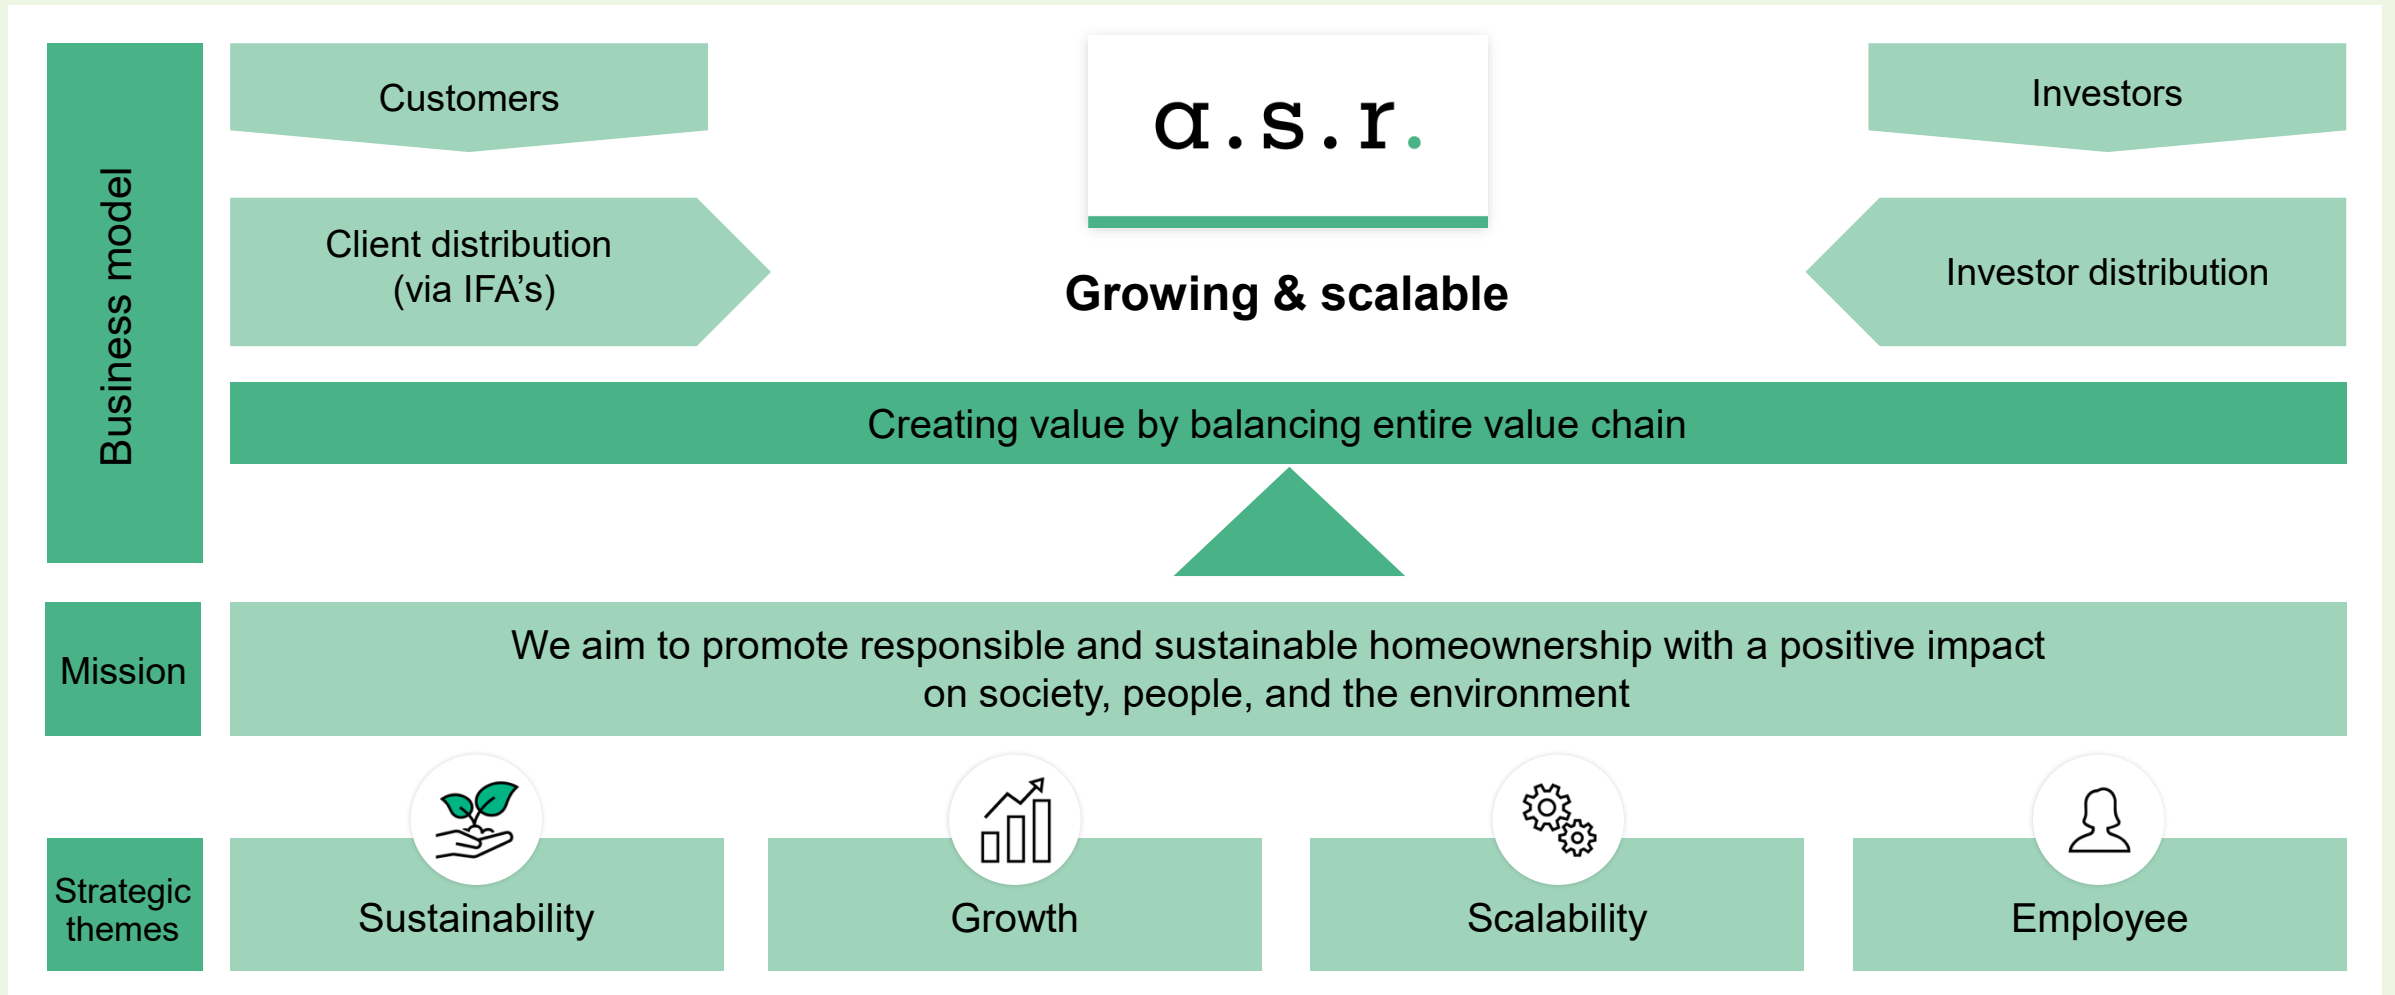 Business model
Customers
a.s.r.
Investors
Client distribution
(via IFA's)
Growing & scalable
Investor distribution
Creating value by balancing entire value chain
Mission
We aim to promote responsible and sustainable homeownership with a positive impact
on society, people, and the environment
Strategic
themes
Sustainability
Growth
Scalability
Employee